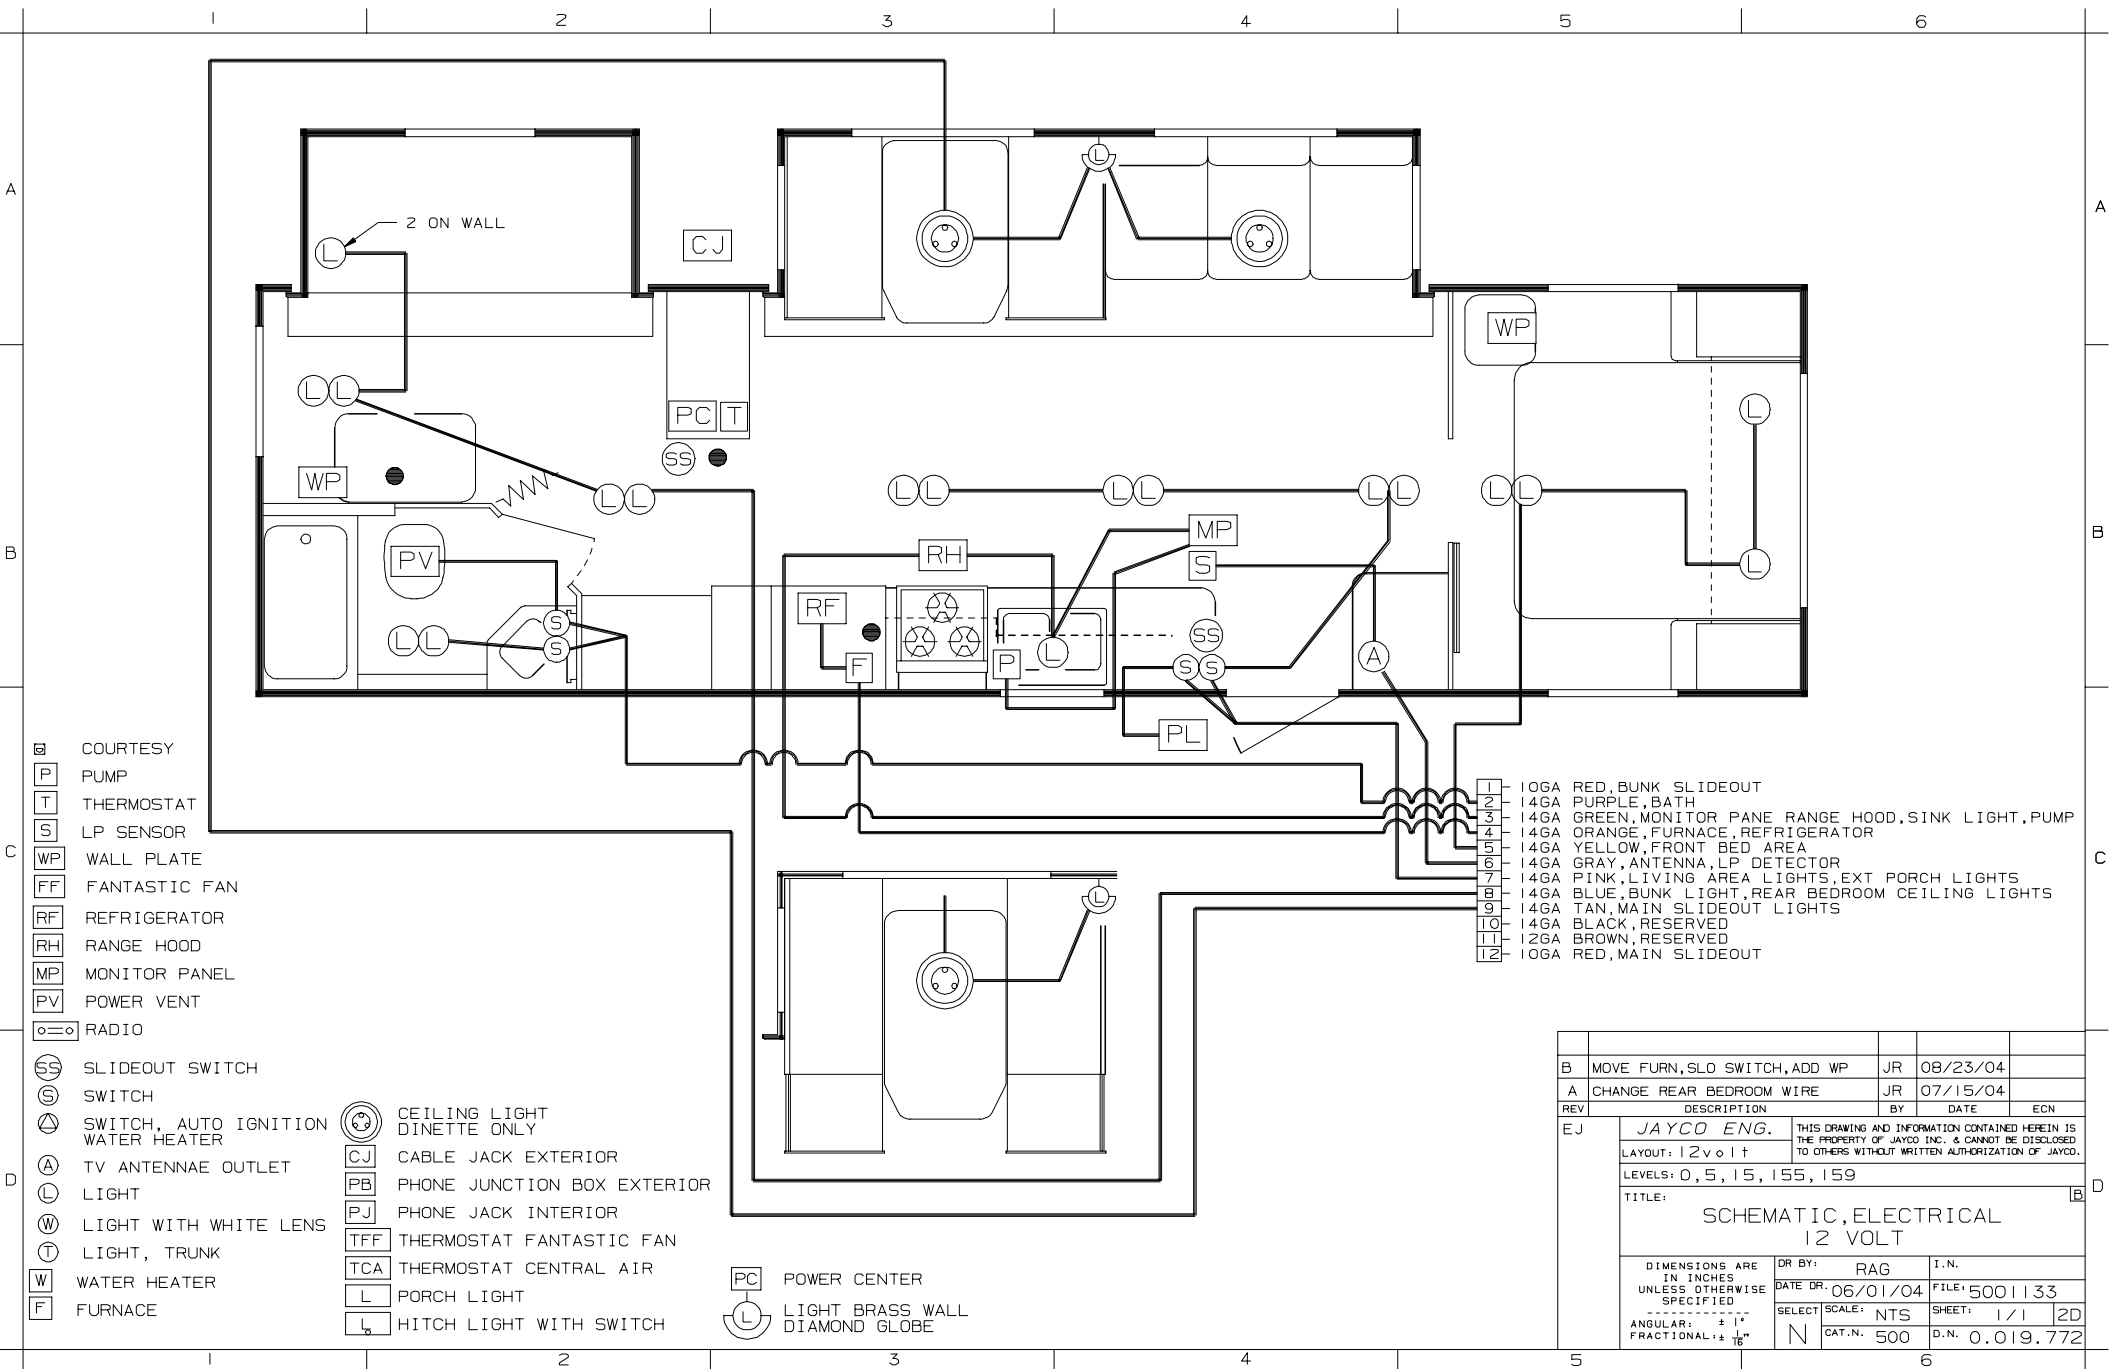 1 2 3 4 5 6
A
A
2 ON WALL
L
CJ
L
WP
L L
PC T
L
WP
SS
L L
L L
L L
L L
L L
B
B
PV
RH
MP
S
L
RF
S
S
L L
F
P
L
SS
S S
A
PL
COURTESY
P PUMP
T THERMOSTAT
S LP SENSOR
WP WALL PLATE
FF FANTASTIC FAN
RF REFRIGERATOR
RH RANGE HOOD
MP MONITOR PANEL
PV POWER VENT
RADIO
SS SLIDEOUT SWITCH
S SWITCH
SWITCH, AUTO IGNITION
WATER HEATER
A TV ANTENNAE OUTLET
L LIGHT
W LIGHT WITH WHITE LENS
T LIGHT, TRUNK
W WATER HEATER
F FURNACE
CEILING LIGHT
DINETTE ONLY
CJ CABLE JACK EXTERIOR
PB PHONE JUNCTION BOX EXTERIOR
PJ PHONE JACK INTERIOR
TFF THERMOSTAT FANTASTIC FAN
TCA THERMOSTAT CENTRAL AIR
L PORCH LIGHT
L HITCH LIGHT WITH SWITCH
PC POWER CENTER
L LIGHT BRASS WALL
DIAMOND GLOBE
L
C
C
1 10GA RED,BUNK SLIDEOUT
2 14GA PURPLE,BATH
3 14GA GREEN,MONITOR PANE RANGE HOOD,SINK LIGHT,PUMP
4 14GA ORANGE,FURNACE,REFRIGERATOR
5 14GA YELLOW,FRONT BED AREA
6 14GA GRAY,ANTENNA,LP DETECTOR
7 14GA PINK,LIVING AREA LIGHTS,EXT PORCH LIGHTS
8 14GA BLUE,BUNK LIGHT,REAR BEDROOM CEILING LIGHTS
9 14GA TAN,MAIN SLIDEOUT LIGHTS
10 14GA BLACK,RESERVED
11 12GA BROWN,RESERVED
12 10GA RED,MAIN SLIDEOUT
D
D
B MOVE FURN,SLO SWITCH,ADD WP JR 08/23/04
A CHANGE REAR BEDROOM WIRE JR 07/15/04
REV DESCRIPTION BY DATE ECN
EJ
JAYCO ENG.
THIS DRAWING AND INFORMATION CONTAINED HEREIN IS
THE PROPERTY OF JAYCO INC. & CANNOT BE DISCLOSED
TO OTHERS WITHOUT WRITTEN AUTHORIZATION OF JAYCO.
LAYOUT: 12volt
LEVELS: 0,5,15,155,159
TITLE:
B
SCHEMATIC,ELECTRICAL
12 VOLT
DIMENSIONS ARE
IN INCHES
UNLESS OTHERWISE
SPECIFIED
ANGULAR: ± 1°
FRACTIONAL:± 1/16"
DR BY: RAG
I.N.
DATE DR. 06/01/04
FILE: 5001133
SELECT N
SCALE: NTS
SHEET: 1/1
2D
CAT.N. 500
D.N. 0.019.772
1 2 3 4 5 6